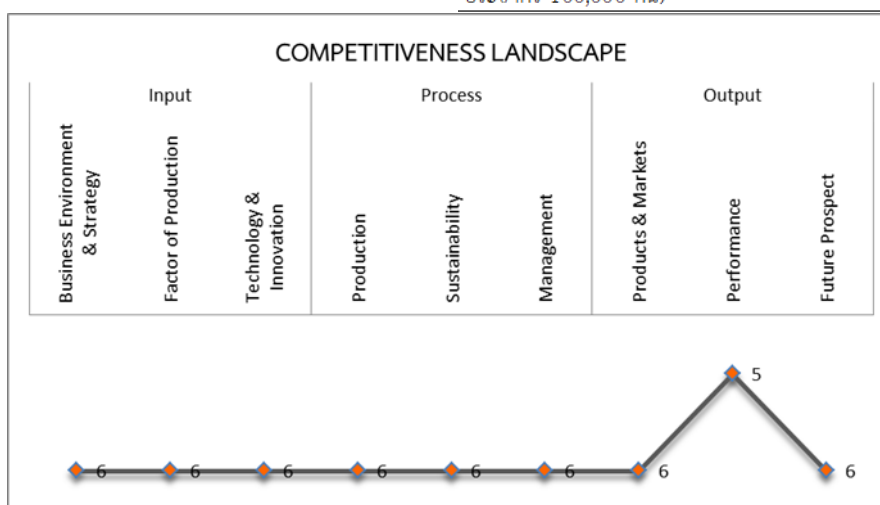 COMPETITIVENESS LANDSCAPE
Input
Process
Output
Business Environment
& Strategy
Factor of Production
Technology &
Innovation
Production
Sustainability
Management
Products & Markets
Performance
Future Prospect
5
6
6
6
6
6
6
6
6